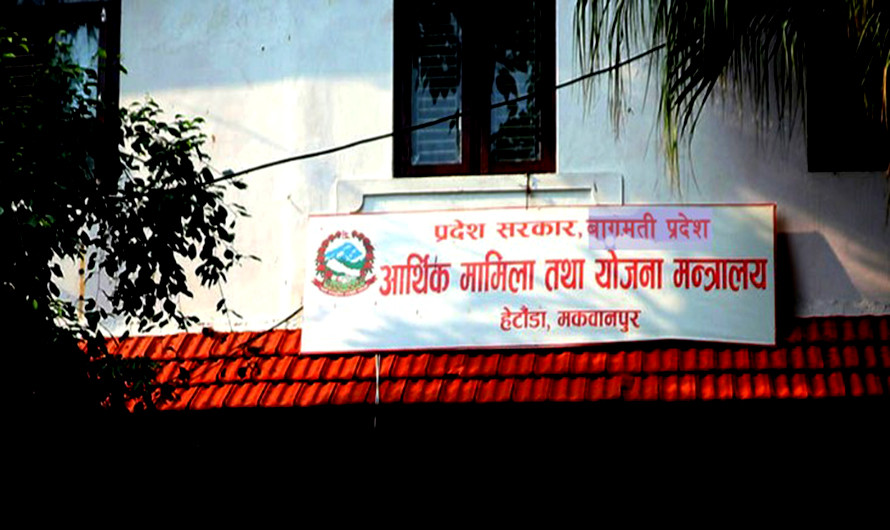 प्रदेश सरकार, बागमती प्रदेश
आर्थिक मामिला तथा योजना मन्त्रालय
हेटौंडा, मकवानपुर